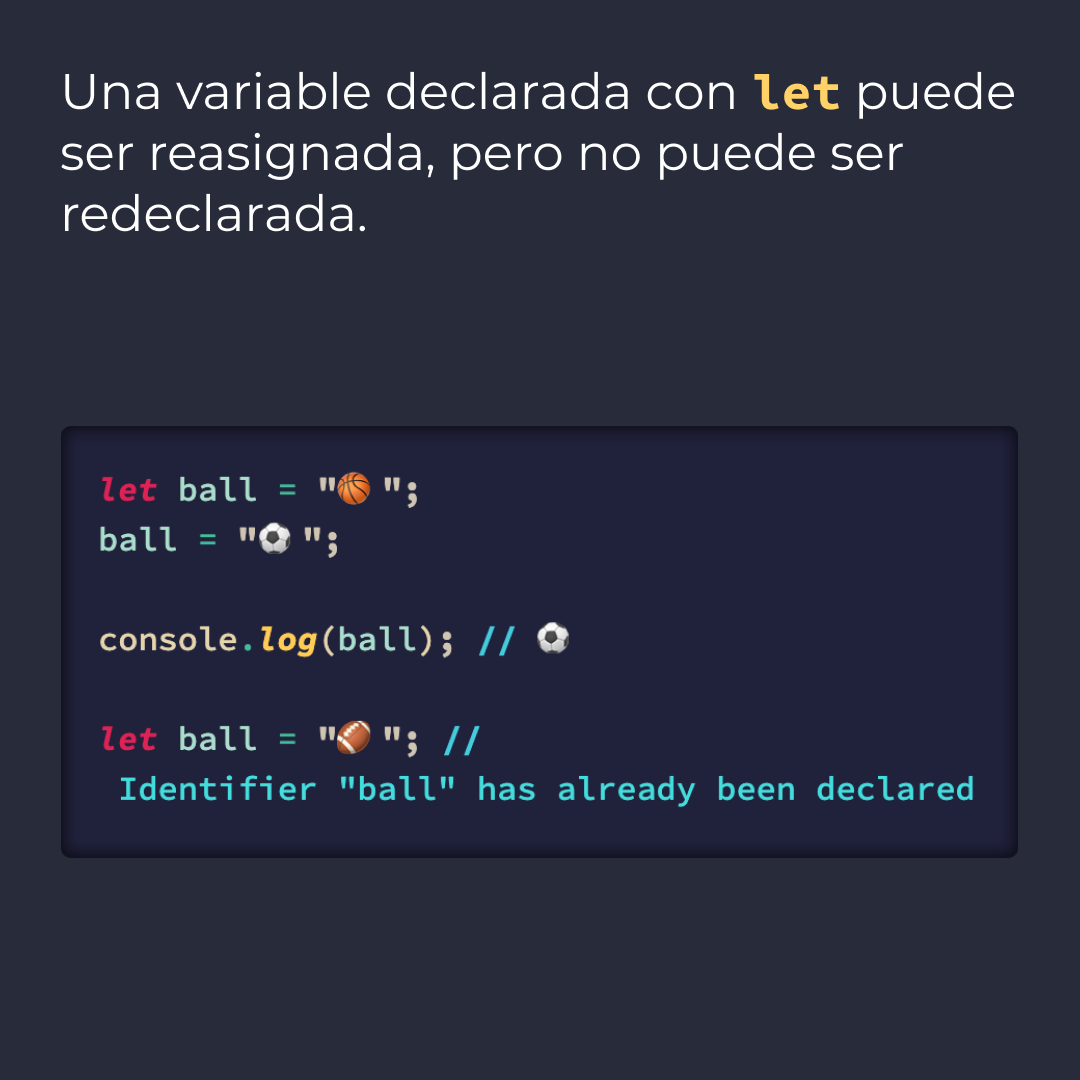 Una variable declarada con let puede
ser reasignada, pero no puede ser
redeclarada.
let ball = "🏀 ";
ball = "⚽ ";
console.log(ball); // ⚽
let ball = "🏈 "; //
Identifier "ball" has already been declared